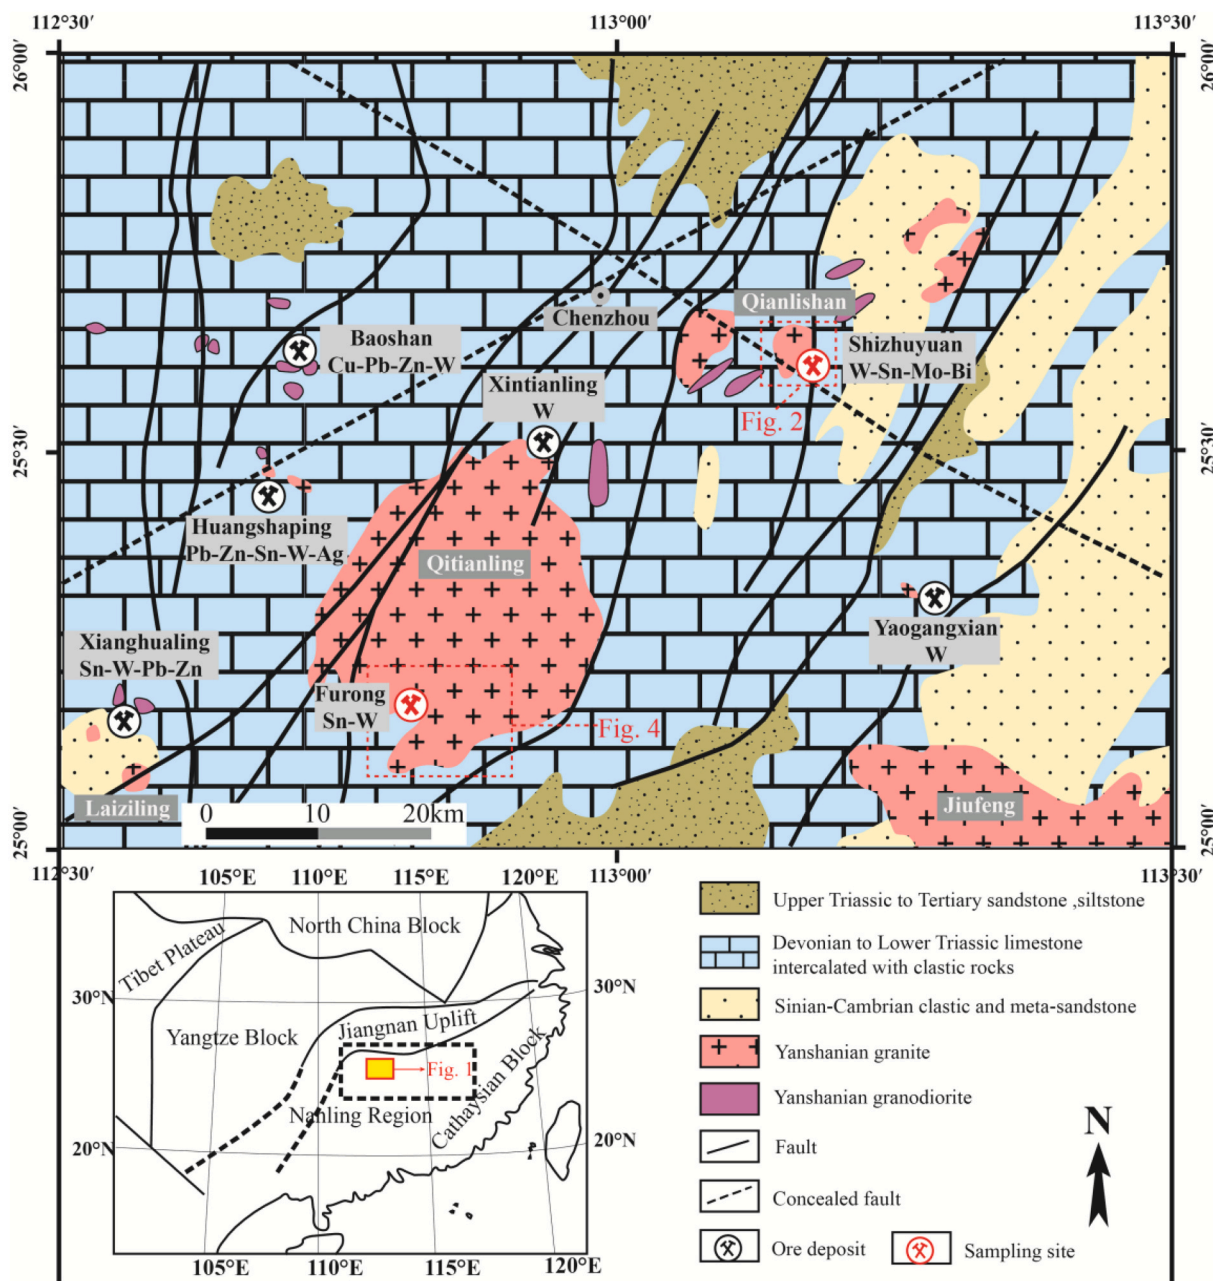 112°30′ 113°00′ 113°30′
26°00′ 26°00′
Qianlishan
Chenzhou
Baoshan
Cu-Pb-Zn-W
Shizhuyuan
W-Sn-Mo-Bi
Xintianling
W
Fig. 2
25°30′ 25°30′
Huangshaping
Pb-Zn-Sn-W-Ag
Qitianling
Yaogangxian
W
Xianghualing
Sn-W-Pb-Zn
Furong
Sn-W
Fig. 4
Laiziling
Jiufeng
0 10 20km
25°00′ 25°00′
112°30′ 113°00′ 113°30′
105°E 110°E 115°E 120°E
North China Block
Tibet Plateau
30°N 30°N
Yangtze Block
Jiangnan Uplift
Fig. 1
Nanling Region
Cathaysian Block
20°N 20°N
105°E 110°E 115°E 120°E
Upper Triassic to Tertiary sandstone ,siltstone
Devonian to Lower Triassic limestone
intercalated with clastic rocks
Sinian-Cambrian clastic and meta-sandstone
Yanshanian granite
Yanshanian granodiorite
Fault
Concealed fault
Ore deposit
Sampling site
N